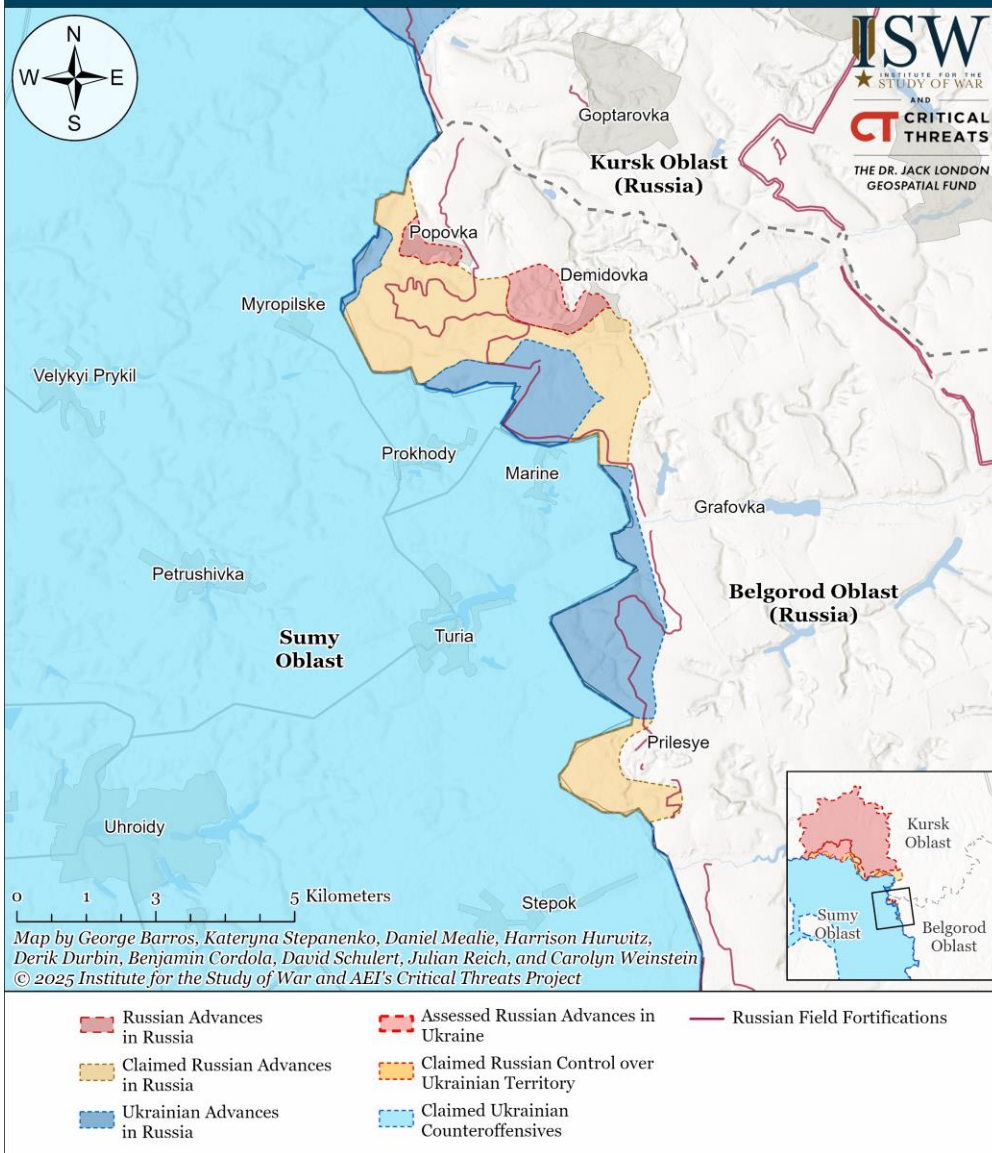 N
W E
S
ISW
INSTITUTE FOR THE
STUDY OF WAR
AND
CT CRITICAL
THREATS
THE DR. JACK LONDON
GEOSPATIAL FUND
Goptarovka
Kursk Oblast
(Russia)
Popovka
Demidovka
Myropilske
Velykyi Prykil
Prokhody
Marine
Grafovka
Petrushivka
Belgorod Oblast
(Russia)
Sumy
Oblast
Turia
Prilesye
Uhroidy
Stepok
Kursk
Oblast
Sumy
Oblast
Belgorod
Oblast
0 1 3 5 Kilometers
Map by George Barros, Kateryna Stepanenko, Daniel Mealie, Harrison Hurwitz,
Derik Durbin, Benjamin Cordola, David Schulert, Julian Reich, and Carolyn Weinstein
© 2025 Institute for the Study of War and AEI's Critical Threats Project
Russian Advances
in Russia
Claimed Russian Advances
in Russia
Ukrainian Advances
in Russia
Assessed Russian Advances in
Ukraine
Claimed Russian Control over
Ukrainian Territory
Claimed Ukrainian
Counteroffensives
Russian Field Fortifications